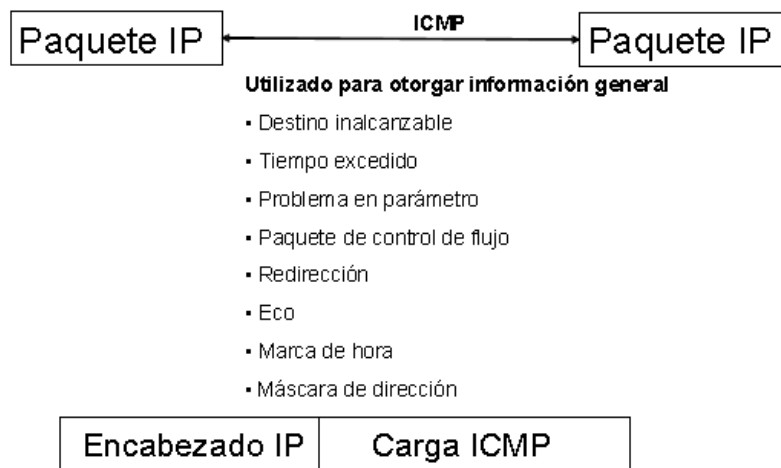 ICMP
Paquete IP Paquete IP
Utilizado para otorgar información general
▪ Destino inalcanzable
▪ Tiempo excedido
▪ Problema en parámetro
▪ Paquete de control de flujo
▪ Redirección
▪ Eco
▪ Marca de hora
▪ Máscara de dirección
Encabezado IP Carga ICMP